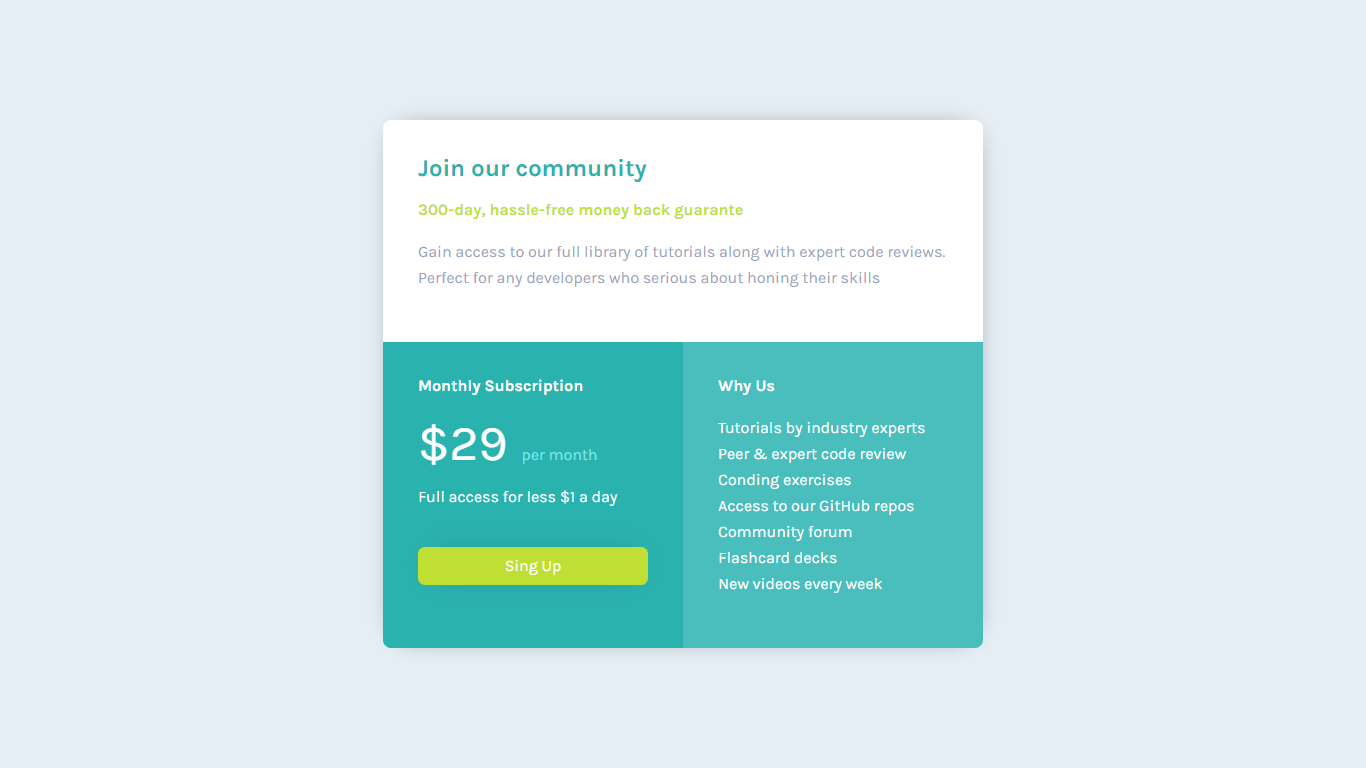 Join our community
300-day, hassle-free money back guarante
Gain access to our full library of tutorials along with expert code reviews.
Perfect for any developers who serious about honing their skills
Monthly Subscription
$29 per month
Full access for less $1 a day
Sing Up
Why Us
Tutorials by industry experts
Peer & expert code review
Conding exercises
Access to our GitHub repos
Community forum
Flashcard decks
New videos every week